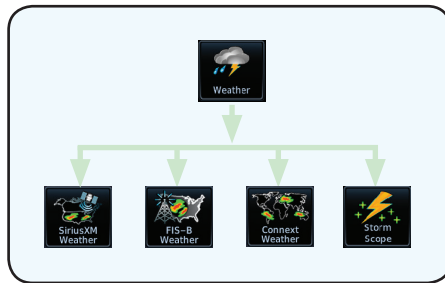 Weather
SiriusXM
Weather
FIS-B
Weather
Connext
Weather
Storm
Scope